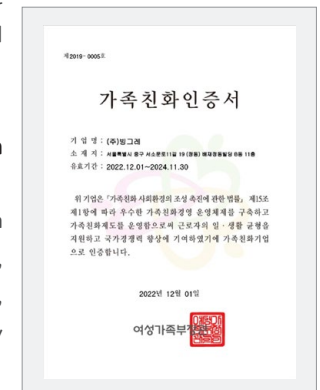 제2019-0005호
가족친화인증서
기 업 명 : (주)빙그레
소 재 지 : 서울특별시 중구 서소문로11길 19 (정동) 배재정동빌딩 B동 11층
유효기간 : 2022.12.01~2024.11.30
위 기업은 「가족친화 사회환경의 조성 촉진에 관한 법률」 제15조
제1항에 따라 우수한 가족친화경영 운영체제를 구축하고
가족친화제도를 운영함으로써 근로자의 일ㆍ생활 균형을
지원하고 국가경쟁력 향상에 기여하였기에 가족친화기업
으로 인증합니다.
2022년 12월 01일
여성가족부장관